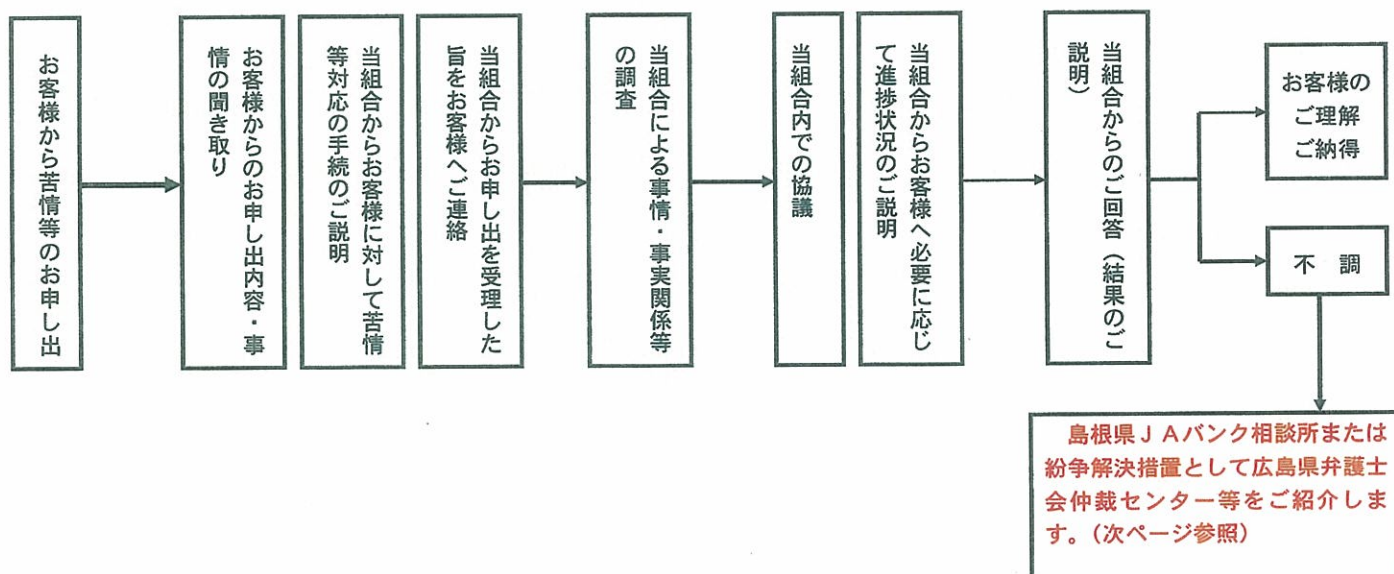 お客様から苦情等のお申し出
お客様からのお申し出内容・事
情の聞き取り
当組合からお客様に対して苦情
等対応の手続のご説明
当組合からお申し出を受理した
旨をお客様へご連絡
当組合による事情・事実関係等
の調査
当組合内での協議
当組合からお客様へ必要に応じ
て進捗状況のご説明
当組合からのご回答（結果のご
説明）
お客様の
ご理解
ご納得
不　調
島根県ＪＡバンク相談所または
紛争解決措置として広島県弁護士
会仲裁センター等をご紹介しま
す。（次ページ参照）